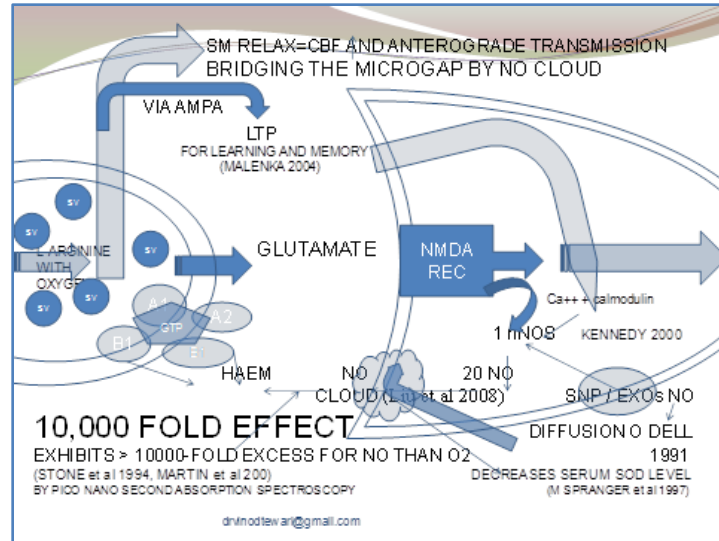 SM RELAX=CBF AND ANTEROGRADE TRANSMISSION
BRIDGING THE MICROGAP BY NO CLOUD
VIA AMPA
LTP
FOR LEARNING AND MEMORY
(MALENKA 2004)
SV
SV
SV
SV
SV
SV
L ARGININE
WITH
OXYGEN
GLUTAMATE
NMDA
REC
Ca++ + calmodulin
A1
A2
GTP
B1
1 nNOS
KENNEDY 2000
HAEM
NO
20 NO
CLOUD (Liu et al 2008)
SNP / EXOs NO
10,000 FOLD EFFECT
DIFFUSION O DELL
1991
EXHIBITS > 10000-FOLD EXCESS FOR NO THAN O2
DECREASES SERUM SOD LEVEL
(STONE et al 1994, MARTIN et al 200)
(M SPRANGER et al 1997)
BY PICO NANO SECOND ABSORPTION SPECTROSCOPY
drvinodtewari@gmail.com